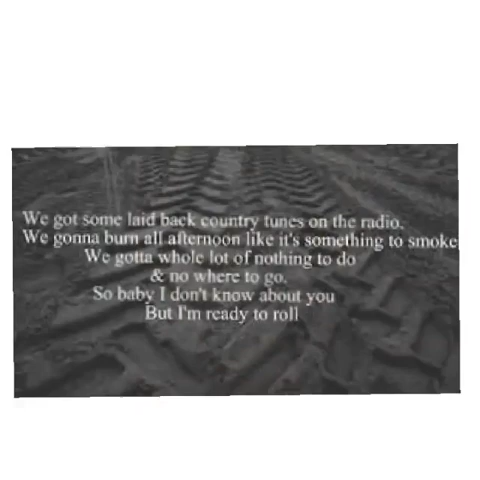 We got some laid back country tunes on the radio.
We gonna burn all afternoon like it's something to smoke
We gotta whole lot of nothing to do
& no where to go.
So baby I don't know about you
But I'm ready to roll